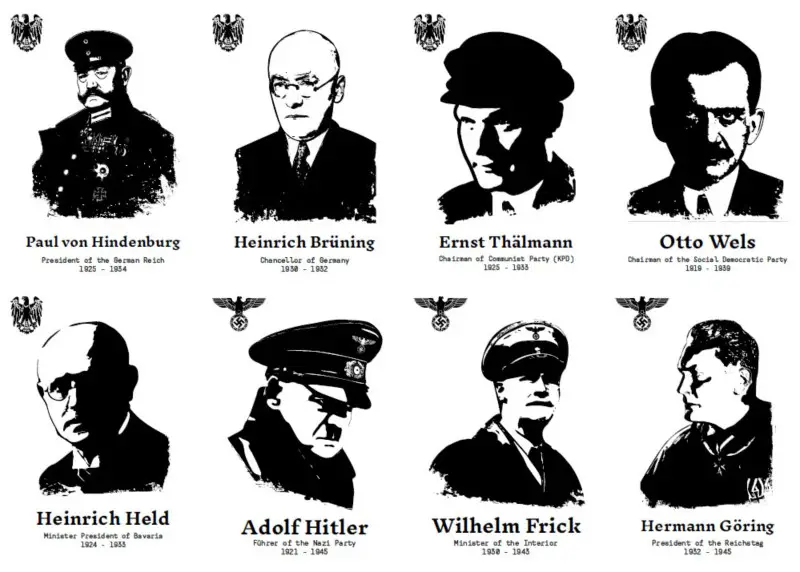 Paul von Hindenburg
President of the German Reich
1925 - 1934
Heinrich Brüning
Chancellor of Germany
1930 - 1932
Ernst Thälmann
Chairman of Communist Party (KPD)
1925 - 1933
Otto Wels
Chairman of the Social Democratic Party
1919 - 1939
Heinrich Held
Minister President of Bavaria
1924 - 1933
Adolf Hitler
Führer of the Nazi Party
1921 - 1945
Wilhelm Frick
Minister of the Interior
1930 - 1943
Hermann Göring
President of the Reichstag
1932 - 1945